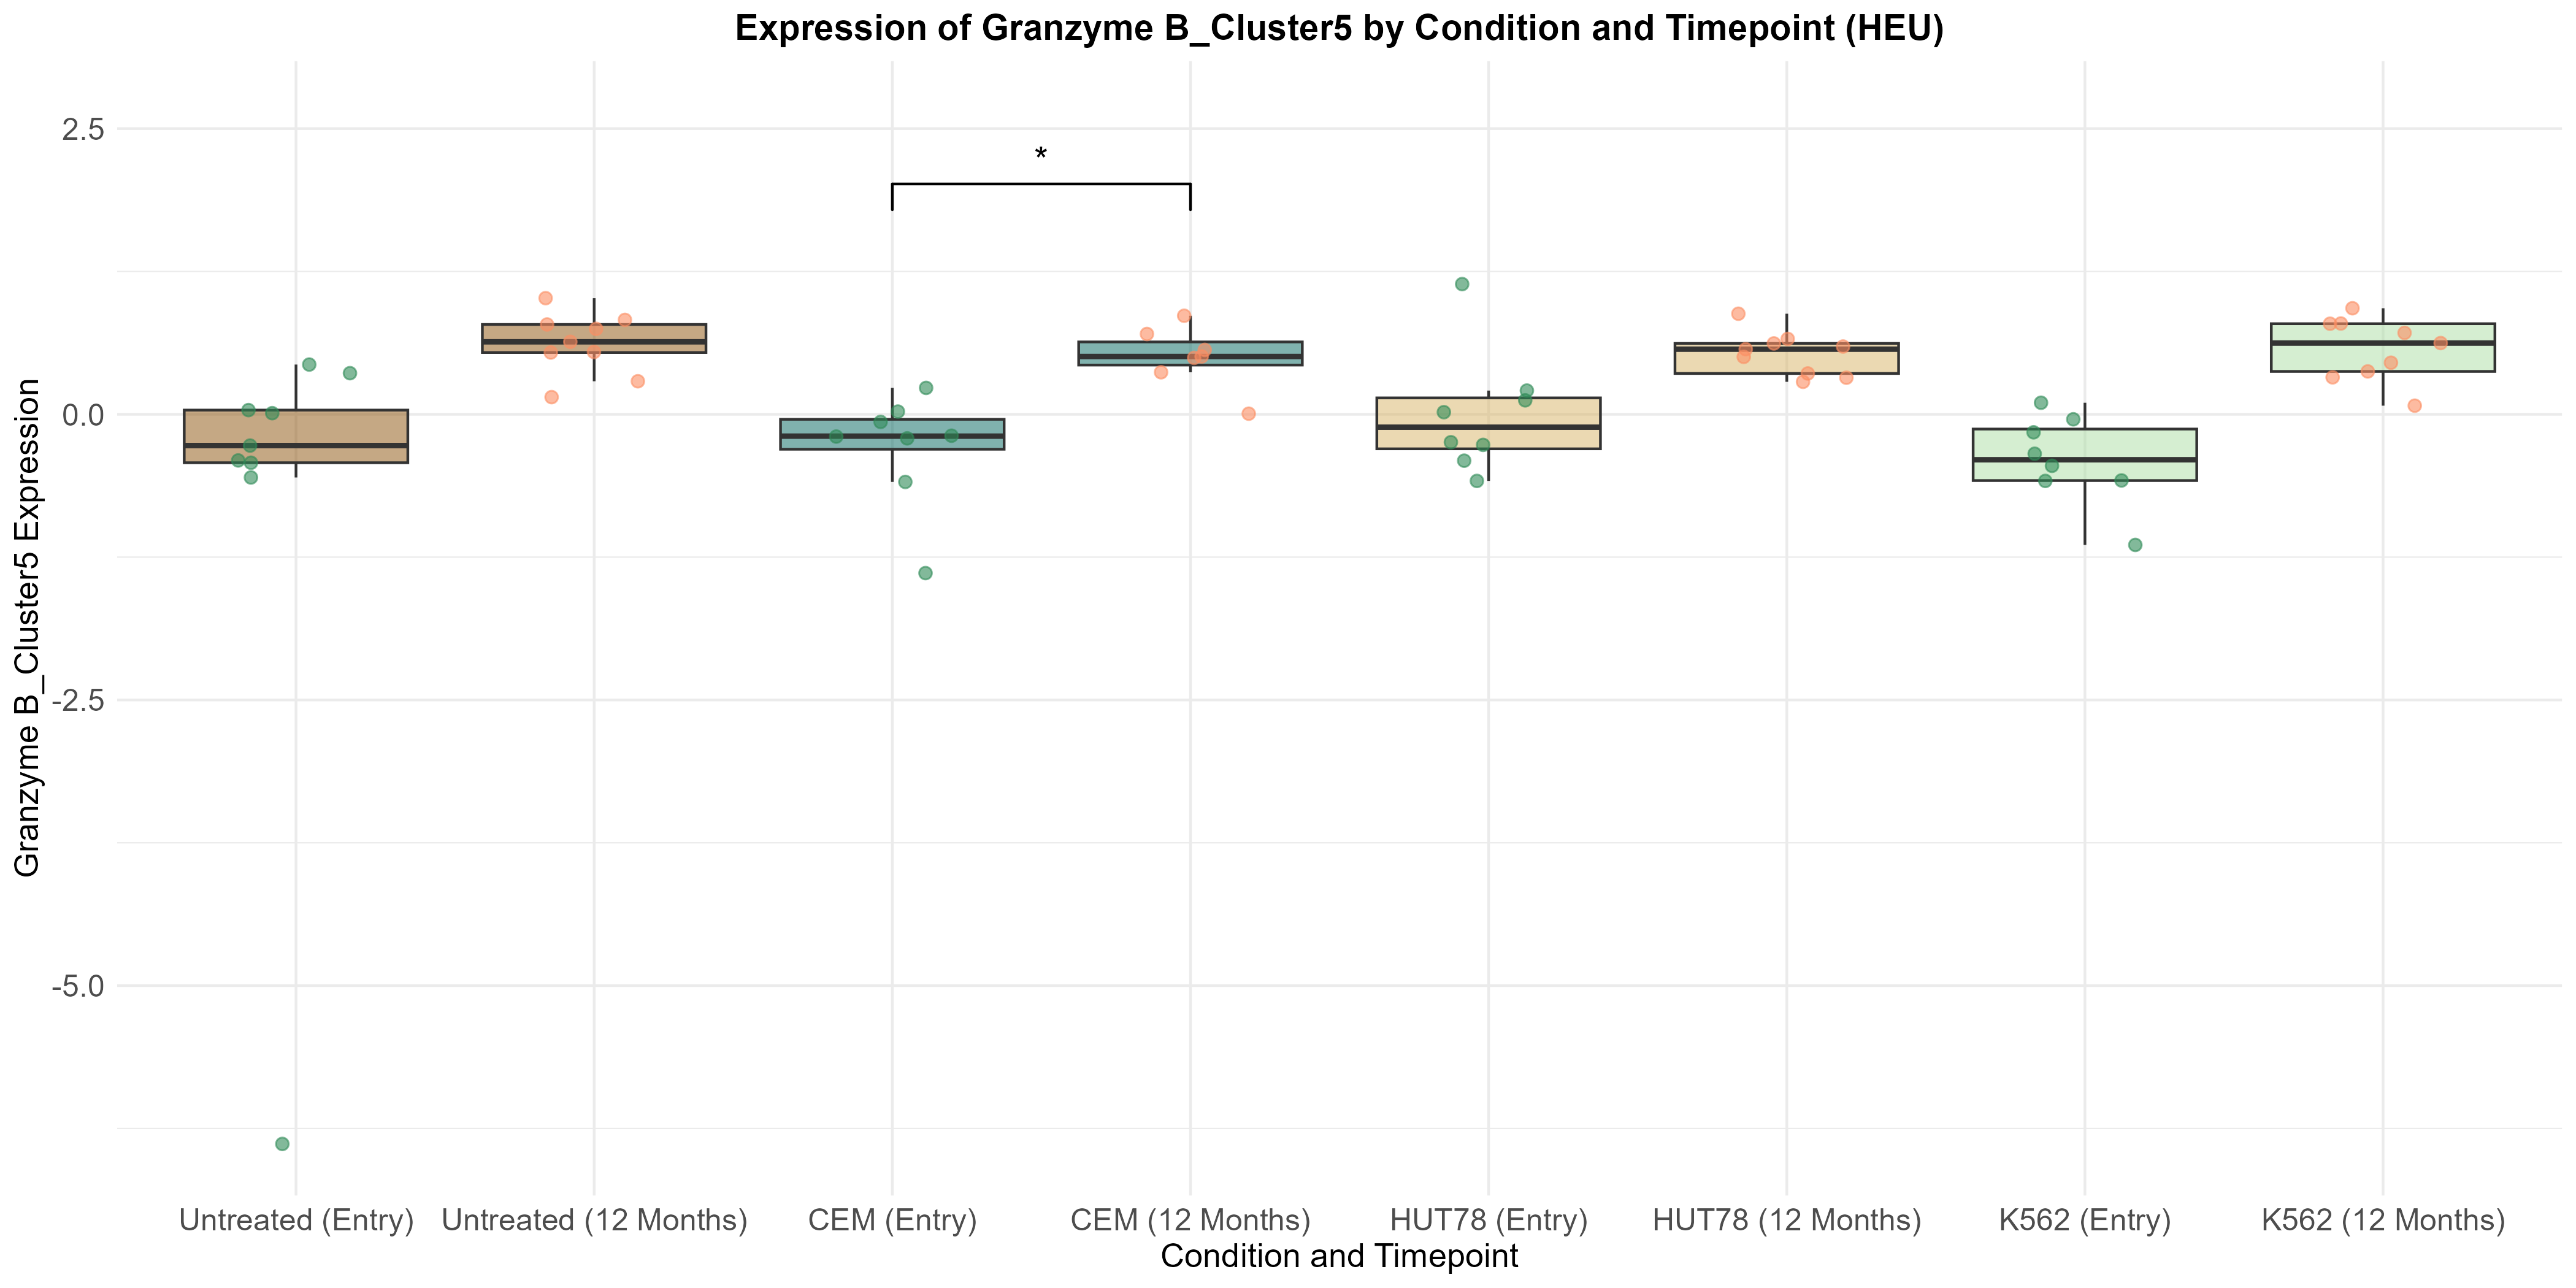 Expression of Granzyme B_Cluster5 by Condition and Timepoint (HEU)
Granzyme B_Cluster5 Expression
2.5
0.0
-2.5
-5.0
*
Untreated (Entry)
Untreated (12 Months)
CEM (Entry)
CEM (12 Months)
HUT78 (Entry)
HUT78 (12 Months)
K562 (Entry)
K562 (12 Months)
Condition and Timepoint